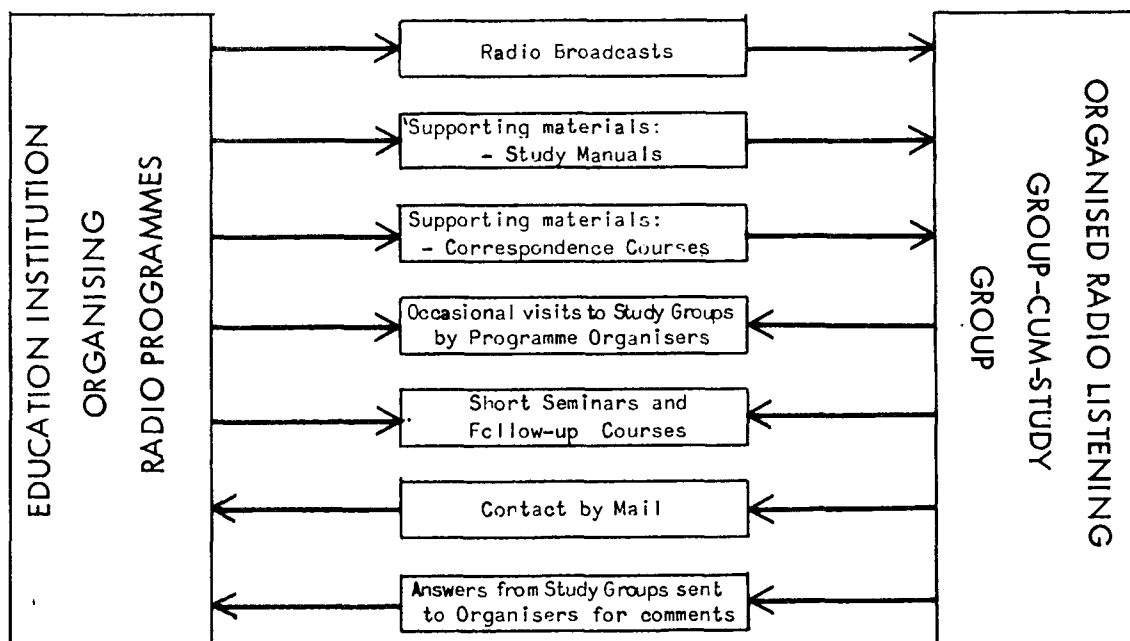 EDUCATION INSTITUTION
ORGANISING
RADIO PROGRAMMES
Radio Broadcasts
'Supporting materials:
- Study Manuals
Supporting materials:
- Correspondence Courses
Occasional visits to Study Groups
by Programme Organisers
Short Seminars and
Fcllow-up Courses
Contact by Mail
Answers from Study Groups sent
to Organisers for comments
ORGANISED RADIO LISTENING
GROUP-CUM-STUDY
GROUP